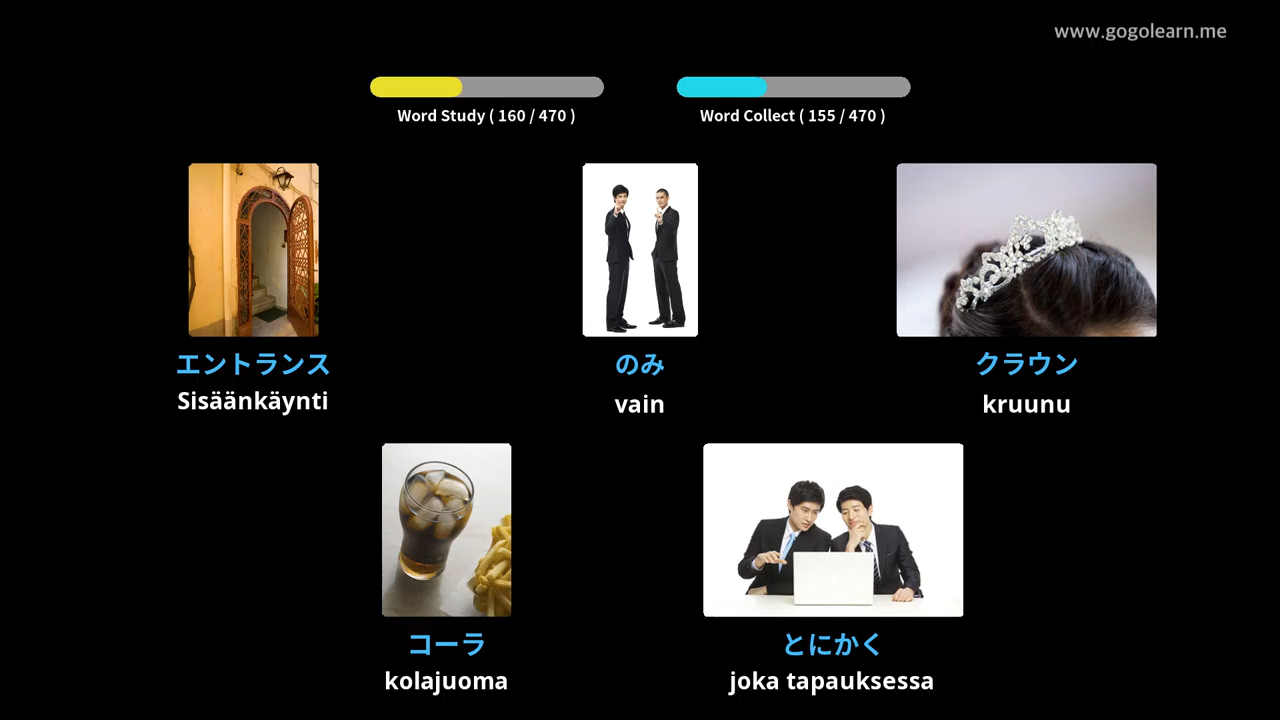 www.gogolearn.me
Word Study ( 160 / 470 )
Word Collect ( 155 / 470 )
エントランス
Sisäänkäynti
のみ
vain
クラウン
kruunu
コーラ
kolajuoma
とにかく
joka tapauksessa